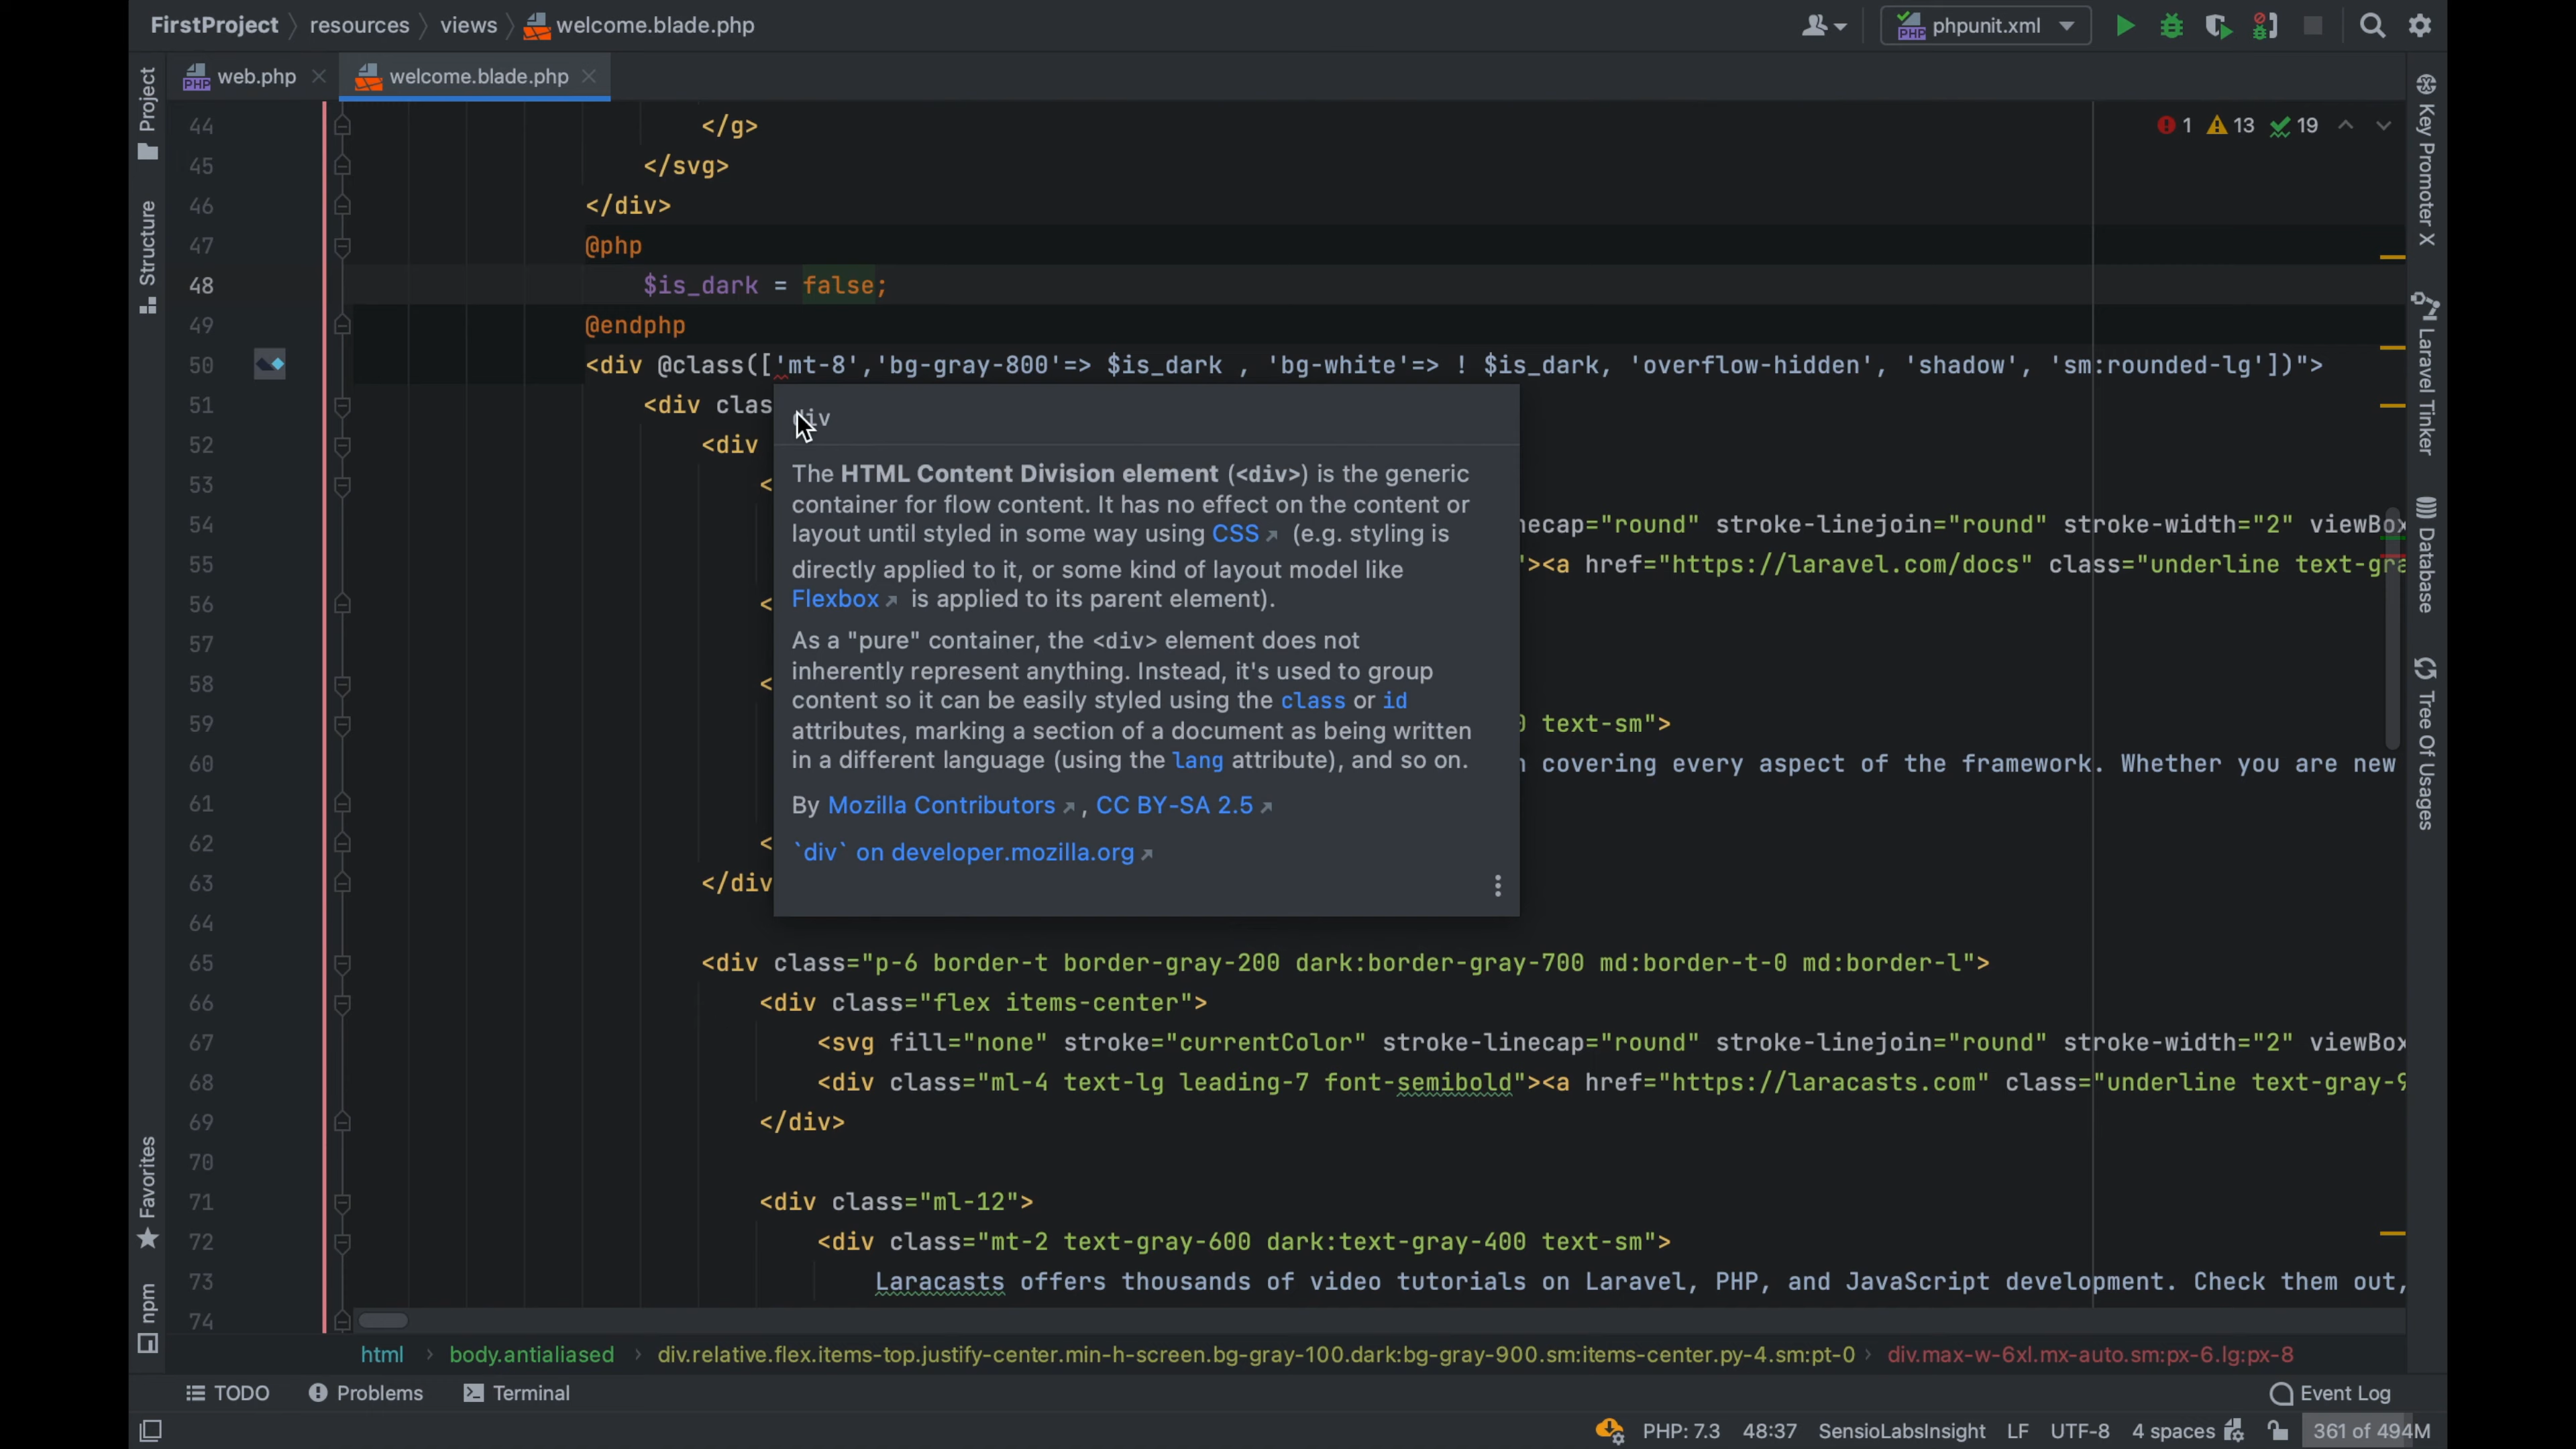 FirstProject resources views welcome.blade.php phpunit.xml
web.php welcome.blade.php
1 13 19
44 </g>
45 </svg>
46 </div>
47 @php
48 $is_dark = false;
49 @endphp
50 <div @class(['mt-8','bg-gray-800'=> $is_dark , 'bg-white'=> ! $is_dark, 'overflow-hidden', 'shadow', 'sm:rounded-lg'])">
51 <div clas
div
52 <div
The HTML Content Division element (<div>) is the generic
53 <
container for flow content. It has no effect on the content or
54 necap="round" stroke-linejoin="round" stroke-width="2" viewBox
layout until styled in some way using CSS (e.g. styling is
55 "><a href="https://laravel.com/docs" class="underline text-gra
directly applied to it, or some kind of layout model like
56 <
Flexbox is applied to its parent element).
57
As a "pure" container, the <div> element does not
inherently represent anything. Instead, it's used to group
58 <
content so it can be easily styled using the class or id
59 text-sm">
attributes, marking a section of a document as being written
60 covering every aspect of the framework. Whether you are new
in a different language (using the lang attribute), and so on.
61
By Mozilla Contributors , CC BY-SA 2.5
62 <
`div` on developer.mozilla.org
63 </div
64
65 <div class="p-6 border-t border-gray-200 dark:border-gray-700 md:border-t-0 md:border-l">
66 <div class="flex items-center">
67 <svg fill="none" stroke="currentColor" stroke-linecap="round" stroke-linejoin="round" stroke-width="2" viewBox
68 <div class="ml-4 text-lg leading-7 font-semibold"><a href="https://laracasts.com" class="underline text-gray-9
69 </div>
70
71 <div class="ml-12">
72 <div class="mt-2 text-gray-600 dark:text-gray-400 text-sm">
73 Laracasts offers thousands of video tutorials on Laravel, PHP, and JavaScript development. Check them out,
74
html body.antialiased div.relative.flex.items-top.justify-center.min-h-screen.bg-gray-100.dark:bg-gray-900.sm:items-center.py-4.sm:pt-0 div.max-w-6xl.mx-auto.sm:px-6.lg:px-8
TODO Problems Terminal Event Log
PHP: 7.3 48:37 SensioLabsInsight LF UTF-8 4 spaces 361 of 494M
Project
Structure
Favorites
npm
Key Promoter X
Laravel Tinker
Database
Tree Of Usages